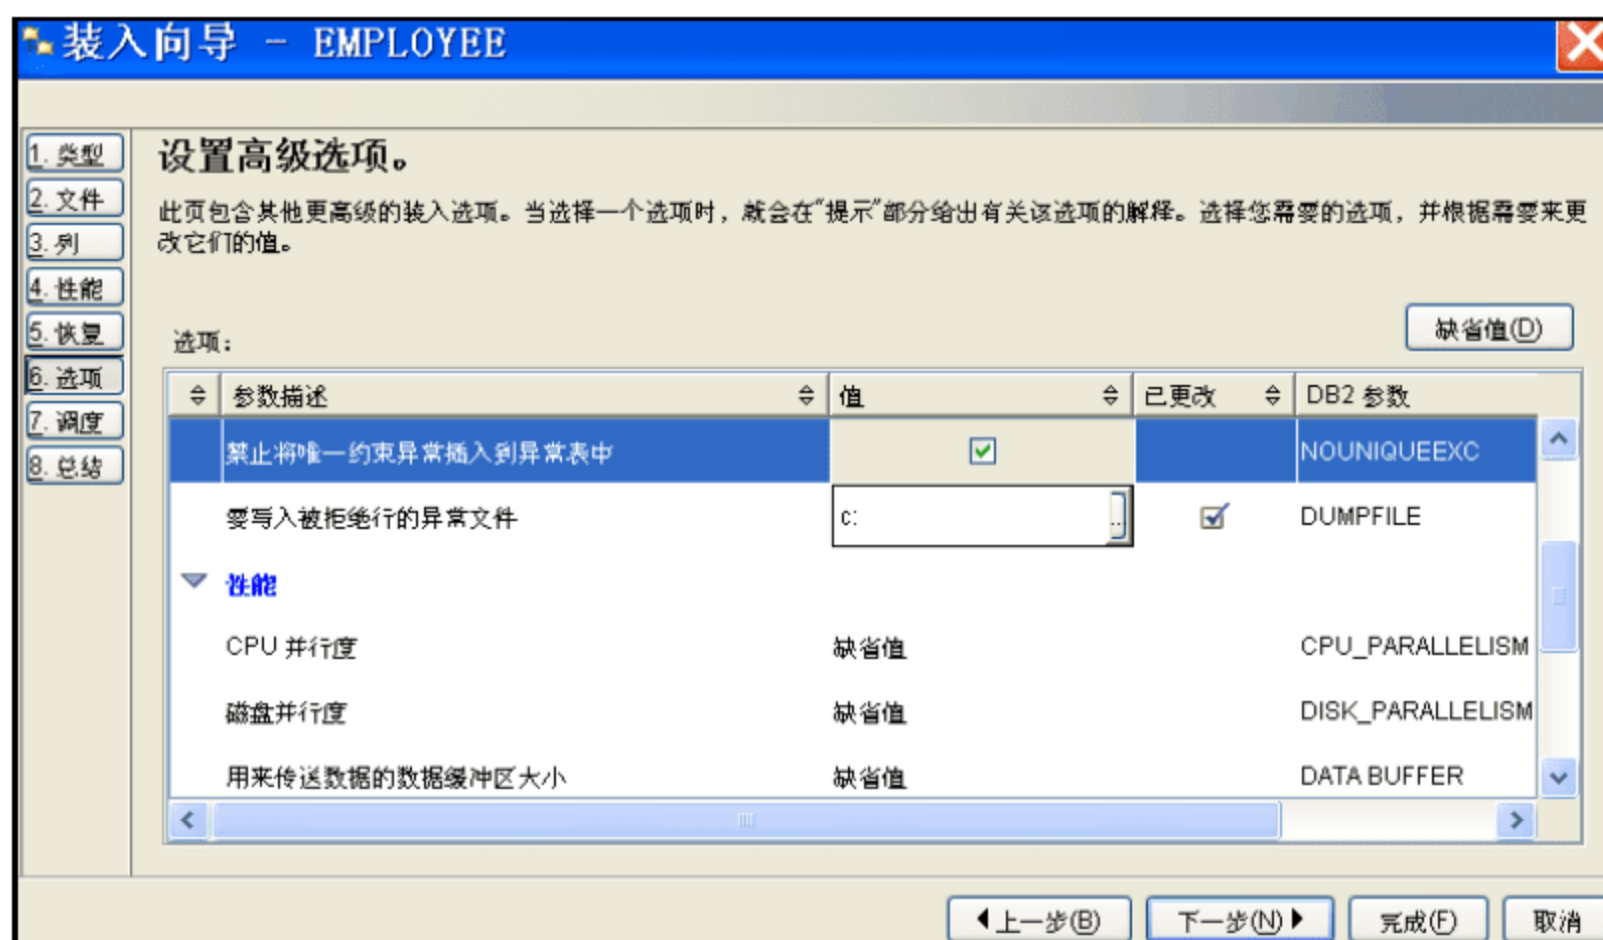 装入向导 - EMPLOYEE
1. 类型
2. 文件
3. 列
4. 性能
5. 恢复
6. 选项
7. 调度
8. 总结
设置高级选项。
此页包含其他更高级的装入选项。当选择一个选项时，就会在“提示”部分给出有关该选项的解释。选择您需要的选项，并根据需要来更
改它们的值。
缺省值(D)
选项：
参数描述 值 已更改 DB2 参数
禁止将唯一约束异常插入到异常表中 NOUNIQUEEXC
要写入被拒绝行的异常文件 c: ... DUMPFILE
性能
CPU 并行度 缺省值 CPU_PARALLELISM
磁盘并行度 缺省值 DISK_PARALLELISM
用来传送数据的数据缓冲区大小 缺省值 DATA BUFFER
上一步(B) 下一步(N) 完成(F) 取消